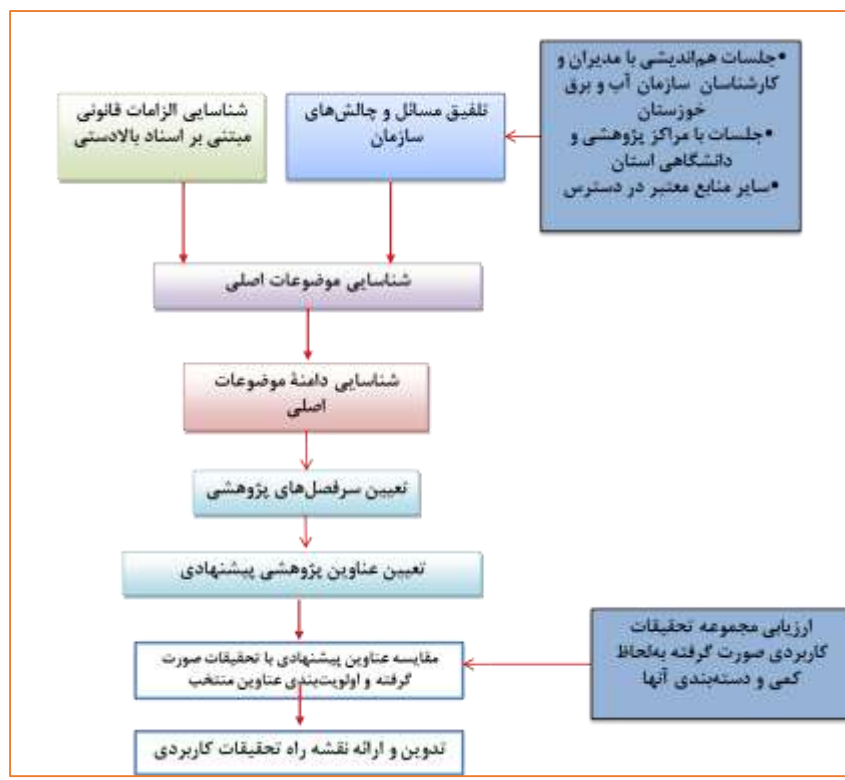 •جلسات هم‌اندیشی با مدیران و
کارشناسان سازمان آب و برق
خوزستان
•جلسات با مراکز پژوهشی و
دانشگاهی استان
•سایر منابع معتبر در دسترس
تلفیق مسائل و چالش‌های
سازمان
شناسایی الزامات قانونی
مبتنی بر اسناد بالادستی
شناسایی موضوعات اصلی
شناسایی دامنۀ موضوعات
اصلی
تعیین سرفصل‌های پژوهشی
تعیین عناوین پژوهشی پیشنهادی
ارزیابی مجموعه تحقیقات
کاربردی صورت گرفته به‌لحاظ
کمی و دسته‌بندی آنها
مقایسه عناوین پیشنهادی با تحقیقات صورت
گرفته و اولویت‌بندی عناوین منتخب
تدوین و ارائه نقشه راه تحقیقات کاربردی